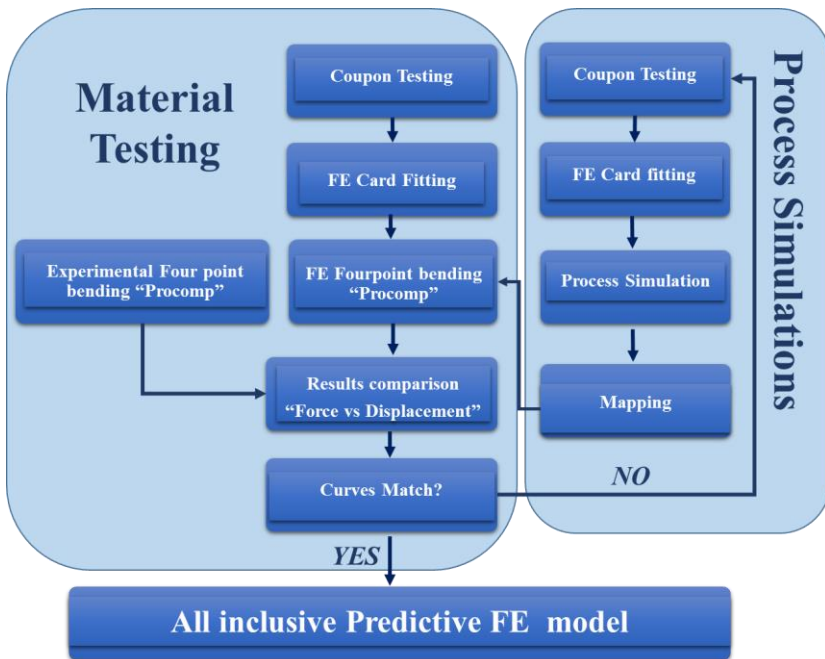 Material
Testing
Coupon Testing
FE Card Fitting
Experimental Four point
bending “Procomp”
FE Fourpoint bending
“Procomp”
Results comparison
“Force vs Displacement”
Curves Match?
YES
NO
Process Simulations
Coupon Testing
FE Card fitting
Process Simulation
Mapping
All inclusive Predictive FE model